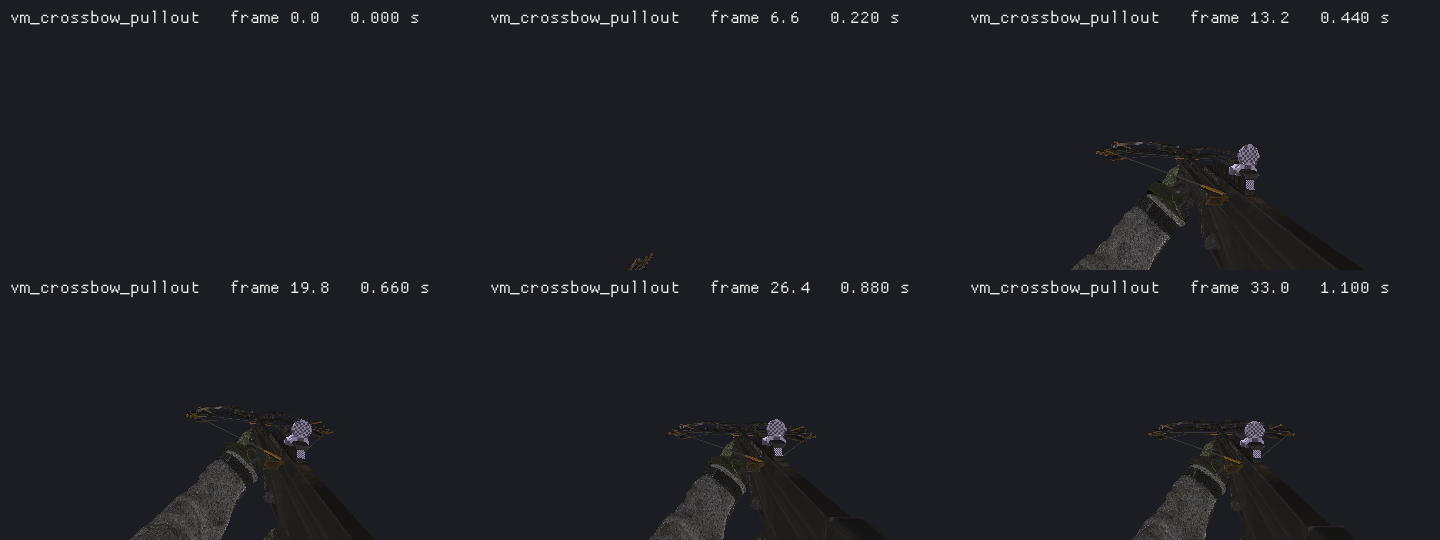 vm_crossbow_pullout frame 0.0 0.000 s
vm_crossbow_pullout frame 6.6 0.220 s
vm_crossbow_pullout frame 13.2 0.440 s
vm_crossbow_pullout frame 19.8 0.660 s
vm_crossbow_pullout frame 26.4 0.880 s
vm_crossbow_pullout frame 33.0 1.100 s